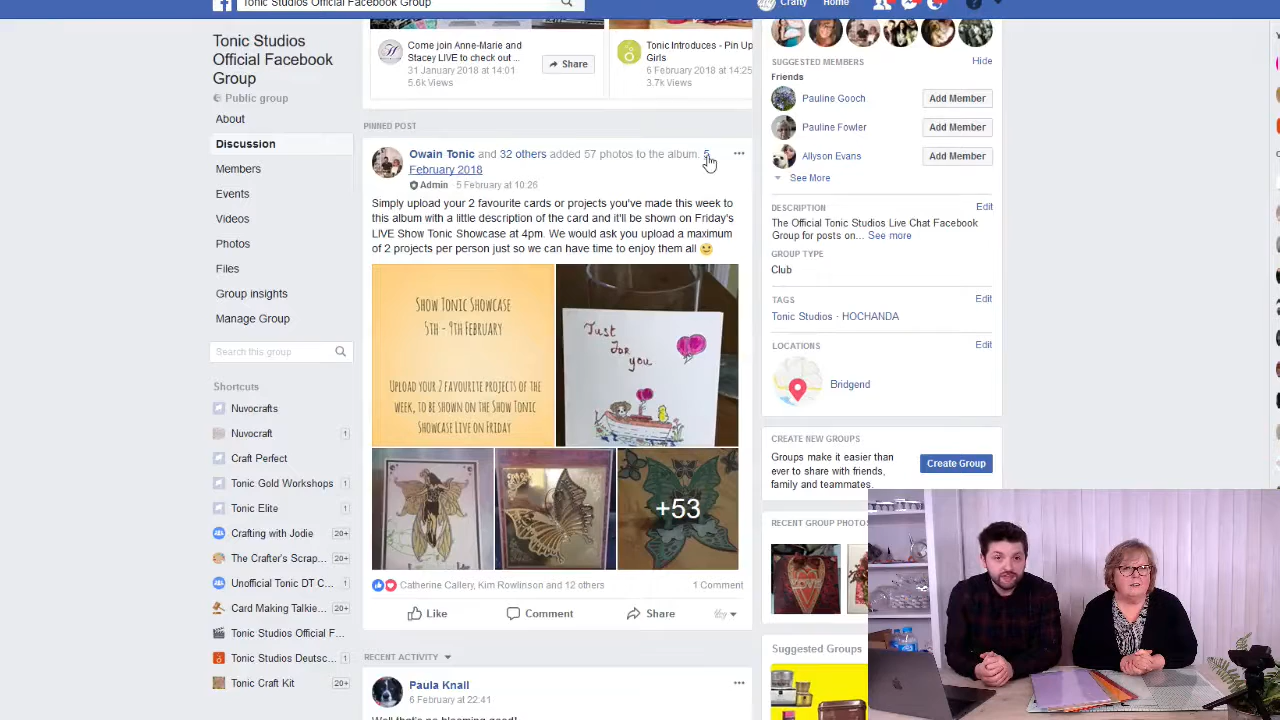 Tonic Studios Official Facebook Group
Crafty
Home
Tonic Studios
Official Facebook
Group
Public group
About
Discussion
Members
Events
Videos
Photos
Files
Group insights
Manage Group
Search this group
Shortcuts
Nuvocrafts
Nuvocraft 1
Craft Perfect
Tonic Gold Workshops 1
Tonic Elite 1
Crafting with Jodie 20+
The Crafter's Scrap... 20+
Unofficial Tonic DT C... 1
Card Making Talkie... 20+
Tonic Studios Official F...
Tonic Studios Deutsc... 1
Tonic Craft Kit 20+
Come join Anne-Marie and
Stacey LIVE to check out ...
31 January 2018 at 14:01
5.6k Views
Share
Tonic Introduces - Pin Up
Girls
6 February 2018 at 14:25
3.7k Views
PINNED POST
Owain Tonic and 32 others added 57 photos to the album. 5
February 2018
Admin · 5 February at 10:26
Simply upload your 2 favourite cards or projects you've made this week to
this album with a little description of the card and it'll be shown on Friday's
LIVE Show Tonic Showcase at 4pm. We would ask you upload a maximum
of 2 projects per person just so we can have time to enjoy them all
Show Tonic Showcase
5th - 9th February
Upload your 2 favourite projects of the
week, to be shown on the Show Tonic
Showcase Live on Friday
Just
for
you
+53
Catherine Callery, Kim Rowlinson and 12 others
1 Comment
Like
Comment
Share
RECENT ACTIVITY
Paula Knall
6 February at 22:41
SUGGESTED MEMBERS
Hide
Friends
Pauline Gooch
Add Member
Pauline Fowler
Add Member
Allyson Evans
Add Member
See More
DESCRIPTION
Edit
The Official Tonic Studios Live Chat Facebook
Group for posts on... See more
GROUP TYPE
Club
TAGS
Edit
Tonic Studios · HOCHANDA
LOCATIONS
Edit
Bridgend
CREATE NEW GROUPS
Groups make it easier than
ever to share with friends,
family and teammates.
Create Group
RECENT GROUP PHOTOS
Suggested Groups